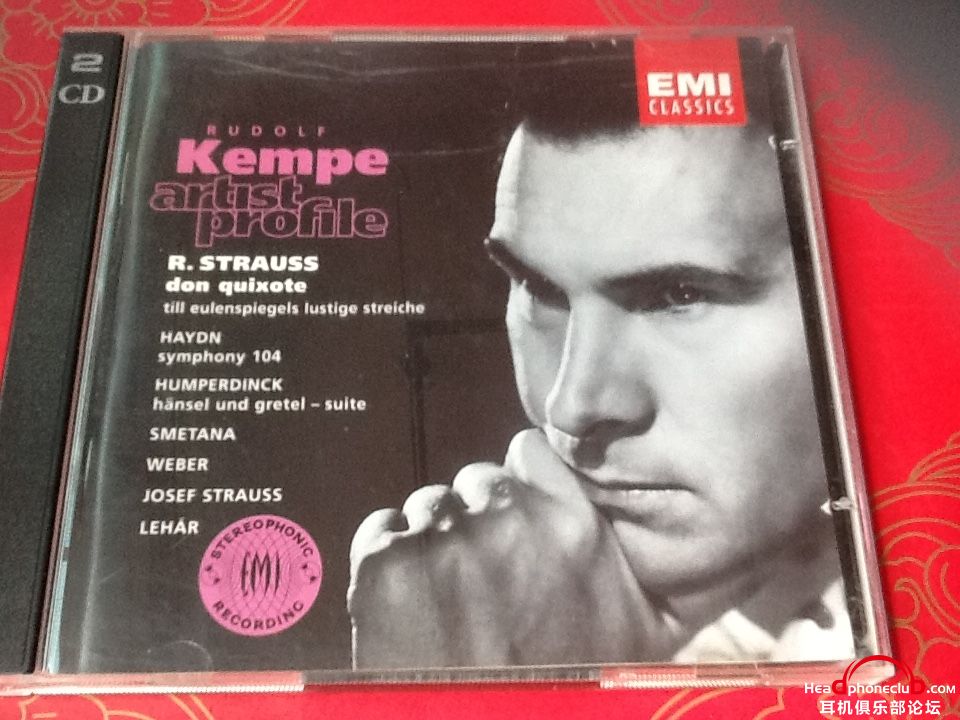 2
CD
EMI
CLASSICS
RUDOLF
Kempe
artist
profile
R. STRAUSS
don quixote
till eulenspiegels lustige streiche
HAYDN
symphony 104
HUMPERDINCK
hänsel und gretel – suite
SMETANA
WEBER
JOSEF STRAUSS
LEHÁR
STEREOPHONIC
EMI
RECORDING
HeadphoneclubD.com
耳机俱乐部论坛